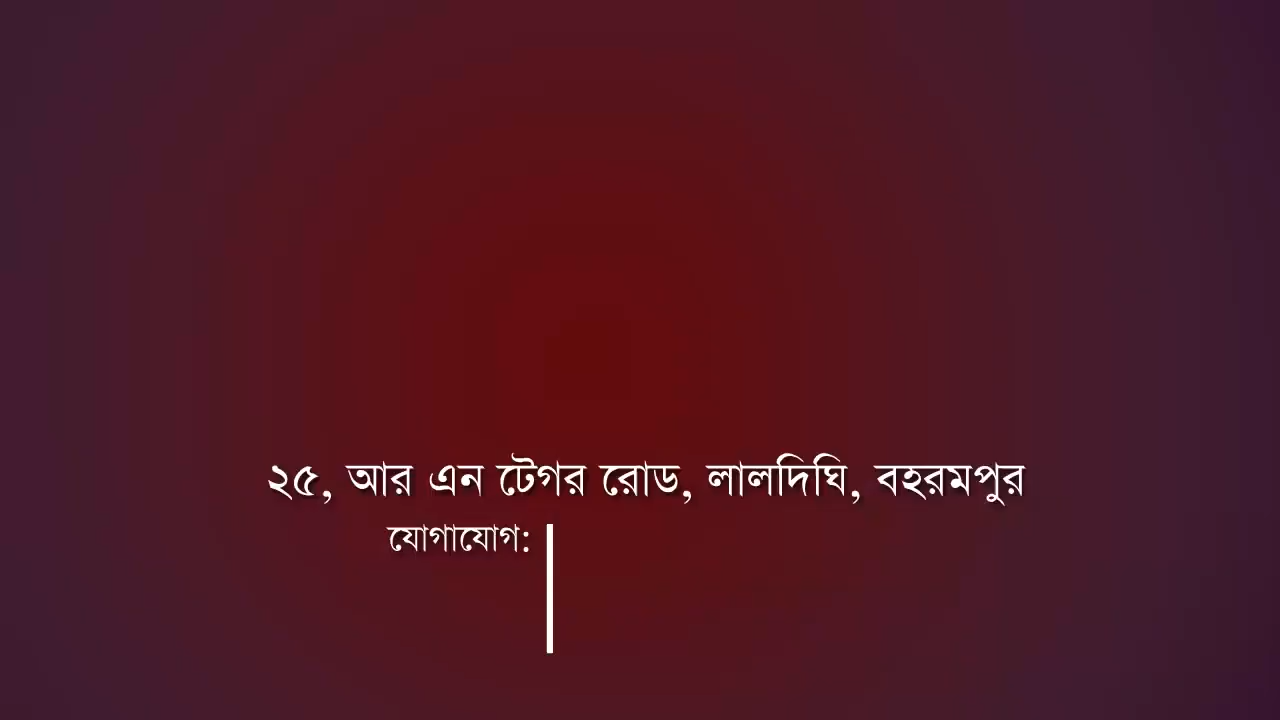 ২৫, আর এন টেগর রোড, লালদিঘি, বহরমপুর
যোগাযোগ: